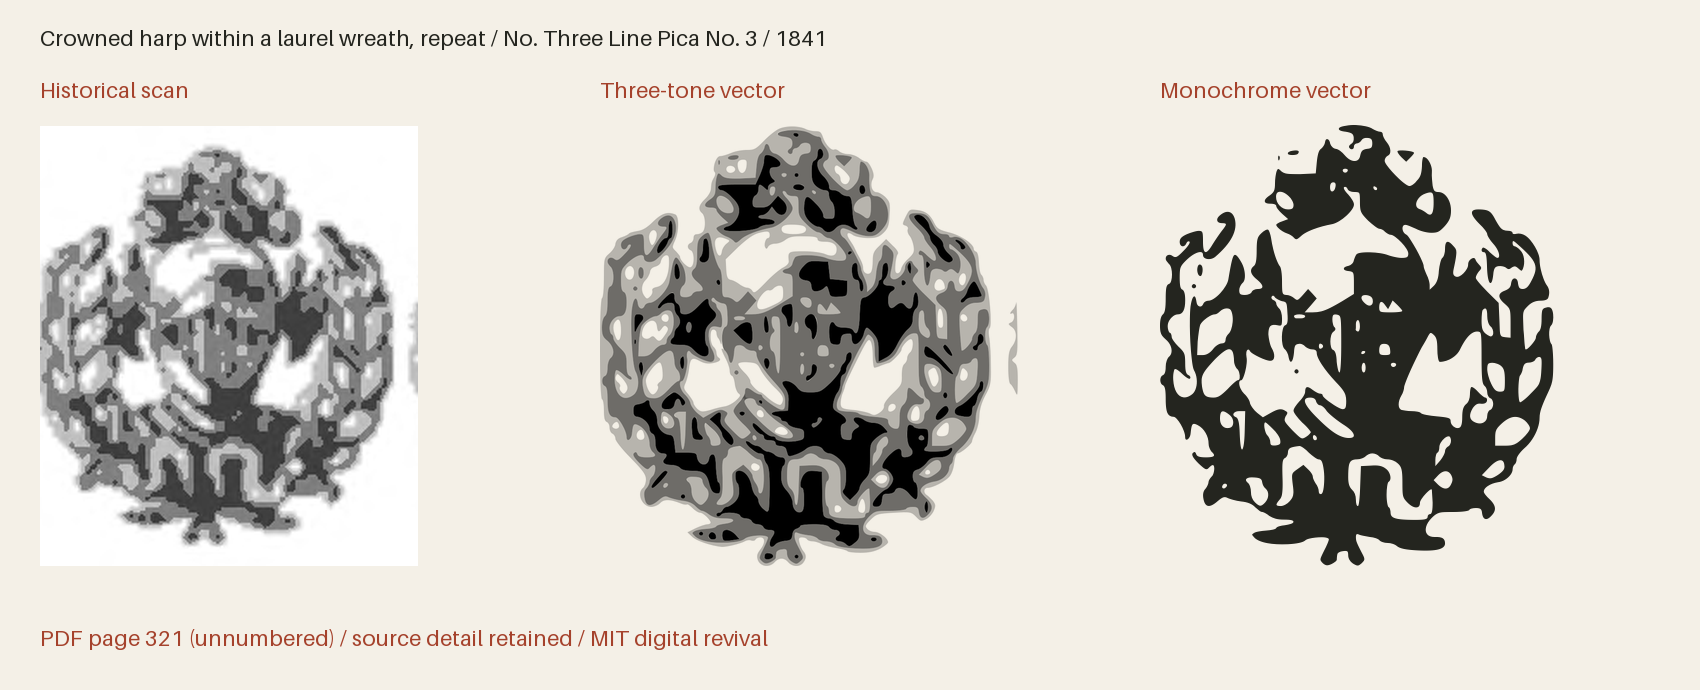 Crowned harp within a laurel wreath, repeat / No. Three Line Pica No. 3 / 1841
Historical scan
Three-tone vector
Monochrome vector
PDF page 321 (unnumbered) / source detail retained / MIT digital revival